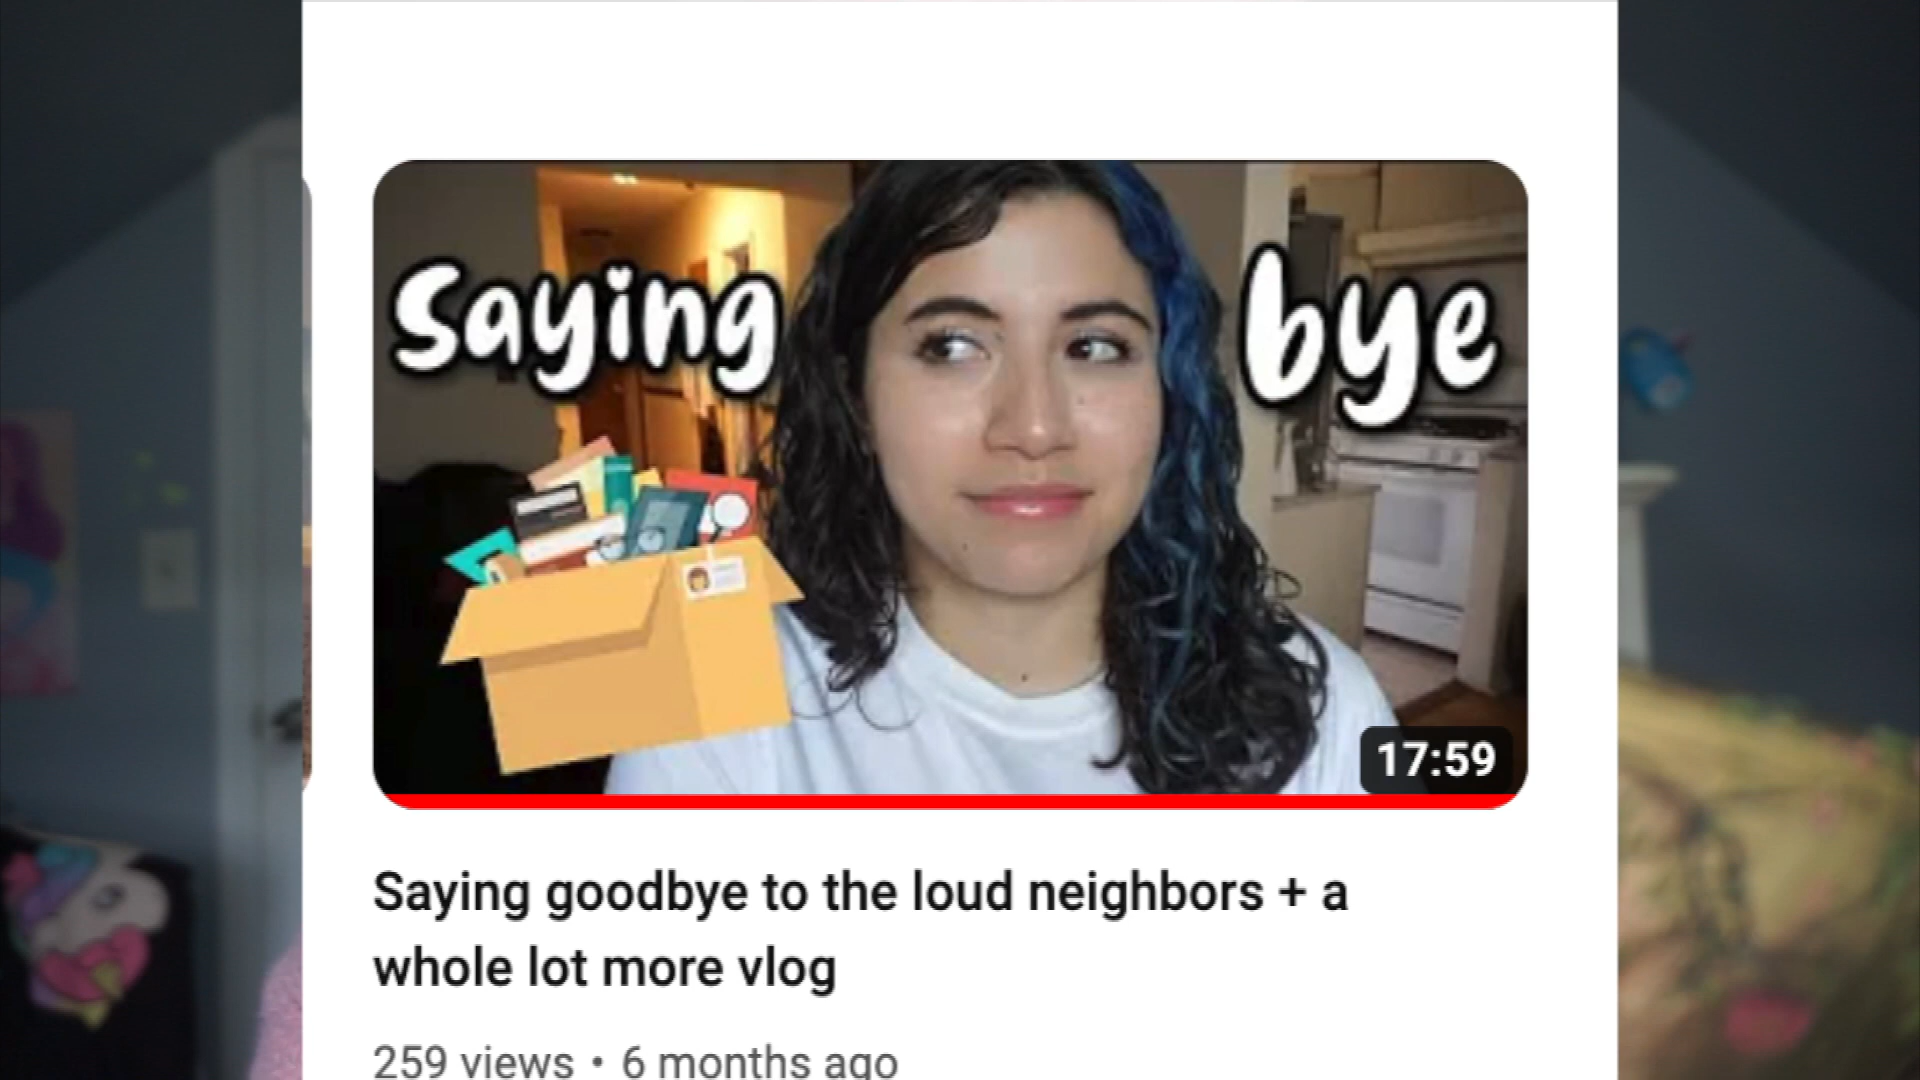 Saying bye
17:59
Saying goodbye to the loud neighbors + a
whole lot more vlog
259 views • 6 months ago